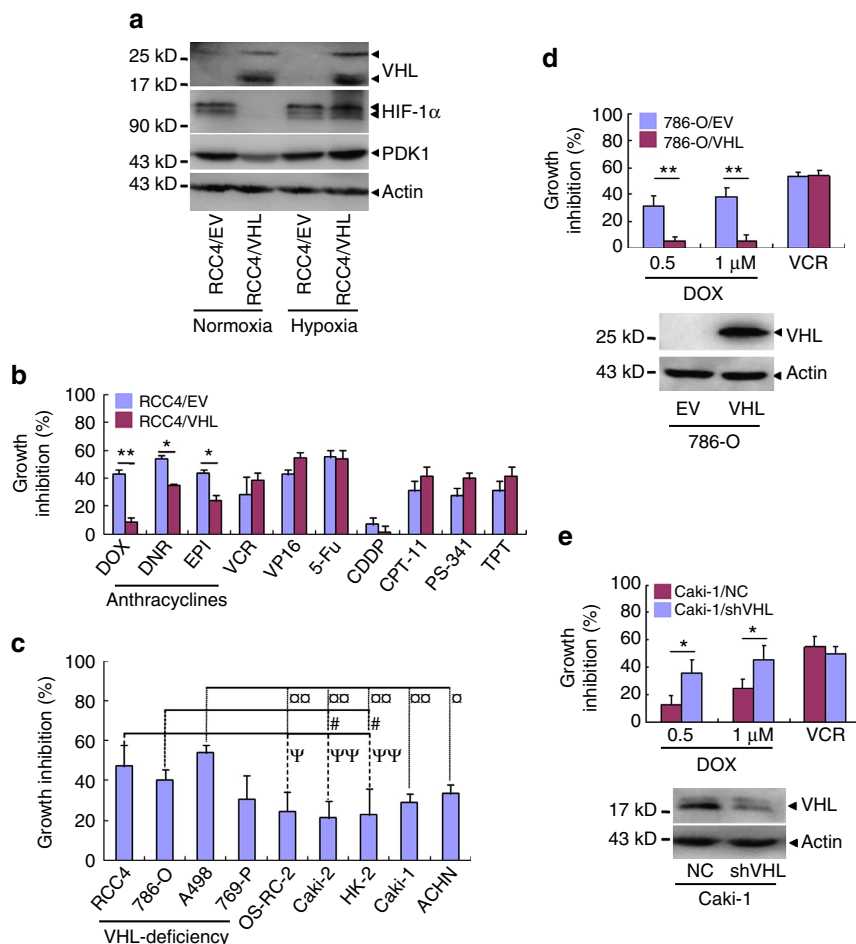 a
25 kD
17 kD
VHL
90 kD
HIF-1α
43 kD
PDK1
43 kD
Actin
RCC4/EV
RCC4/VHL
RCC4/EV
RCC4/VHL
Normoxia
Hypoxia
b
Growth inhibition (%)
100
80
60
40
20
0
RCC4/EV
RCC4/VHL
**
*
*
DOX
DNR
EPI
VCR
VP16
5-Fu
CDDP
CPT-11
PS-341
TPT
Anthracyclines
c
Growth inhibition (%)
100
80
60
40
20
0
¤¤
¤¤
¤¤
¤¤
¤
#
#
Ψ
ΨΨ
ΨΨ
RCC4
786-O
A498
769-P
OS-RC-2
Caki-2
HK-2
Caki-1
ACHN
VHL-deficiency
d
Growth inhibition (%)
100
80
60
40
20
0
786-O/EV
786-O/VHL
**
**
0.5
1 μM
VCR
DOX
25 kD
VHL
43 kD
Actin
EV
VHL
786-O
e
Growth inhibition (%)
100
80
60
40
20
0
Caki-1/NC
Caki-1/shVHL
*
*
0.5
1 μM
VCR
DOX
17 kD
VHL
43 kD
Actin
NC
shVHL
Caki-1